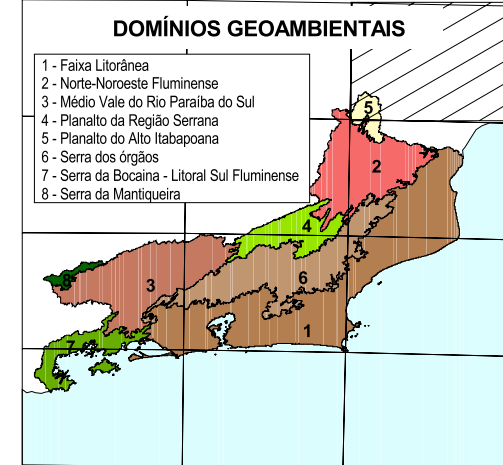 DOMÍNIOS GEOAMBIENTAIS
1 - Faixa Litorânea
2 - Norte-Noroeste Fluminense
3 - Médio Vale do Rio Paraíba do Sul
4 - Planalto da Região Serrana
5 - Planalto do Alto Itabapoana
6 - Serra dos órgãos
7 - Serra da Bocaina - Litoral Sul Fluminense
8 - Serra da Mantiqueira
5
2
4
6
8
3
1
7